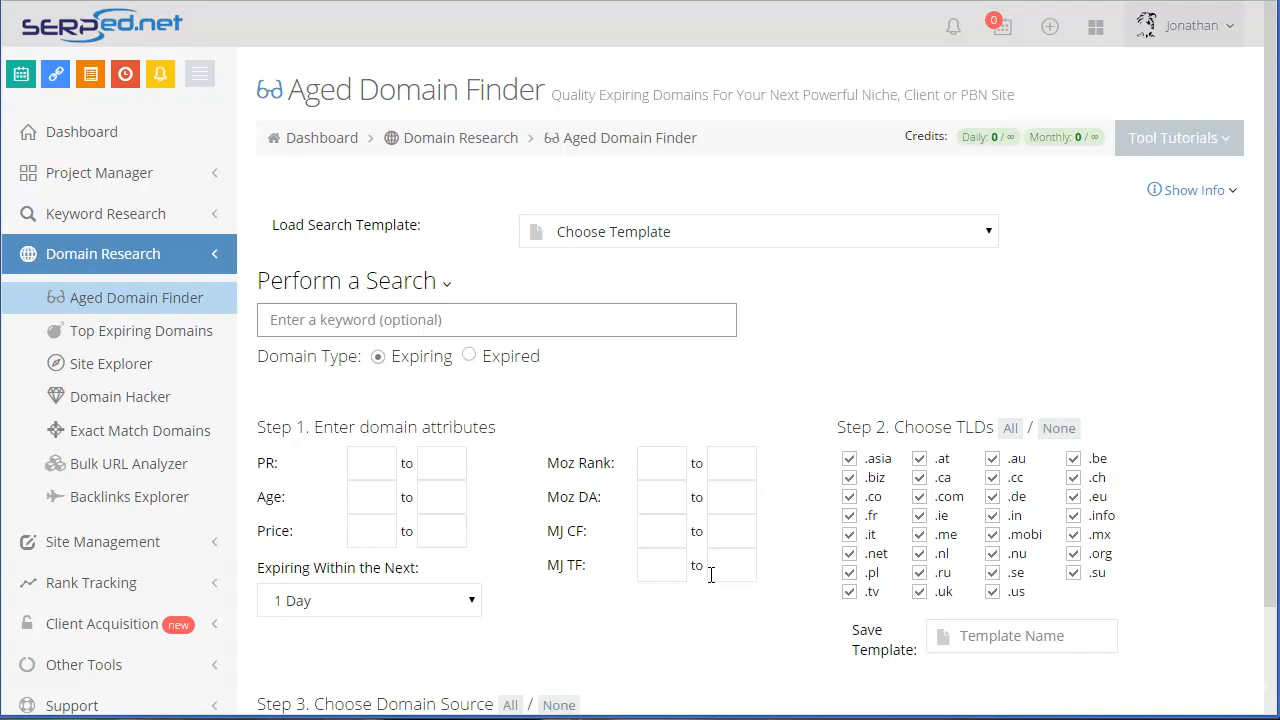 SERPed.net
0
Jonathan
Dashboard
Project Manager
Keyword Research
Domain Research
Aged Domain Finder
Top Expiring Domains
Site Explorer
Domain Hacker
Exact Match Domains
Bulk URL Analyzer
Backlinks Explorer
Site Management
Rank Tracking
Client Acquisition new
Other Tools
Support
Aged Domain Finder Quality Expiring Domains For Your Next Powerful Niche, Client or PBN Site
Dashboard > Domain Research > Aged Domain Finder
Credits: Daily: 0 / ∞ Monthly: 0 / ∞
Tool Tutorials
Show Info
Load Search Template: Choose Template
Perform a Search
Enter a keyword (optional)
Domain Type: Expiring Expired
Step 1. Enter domain attributes
PR: to
Age: to
Price: to
Expiring Within the Next:
1 Day
Moz Rank: to
Moz DA: to
MJ CF: to
MJ TF: to
Step 2. Choose TLDs All / None
.asia .at .au .be
.biz .ca .cc .ch
.co .com .de .eu
.fr .ie .in .info
.it .me .mobi .mx
.net .nl .nu .org
.pl .ru .se .su
.tv .uk .us
Save
Template: Template Name
Step 3. Choose Domain Source All / None